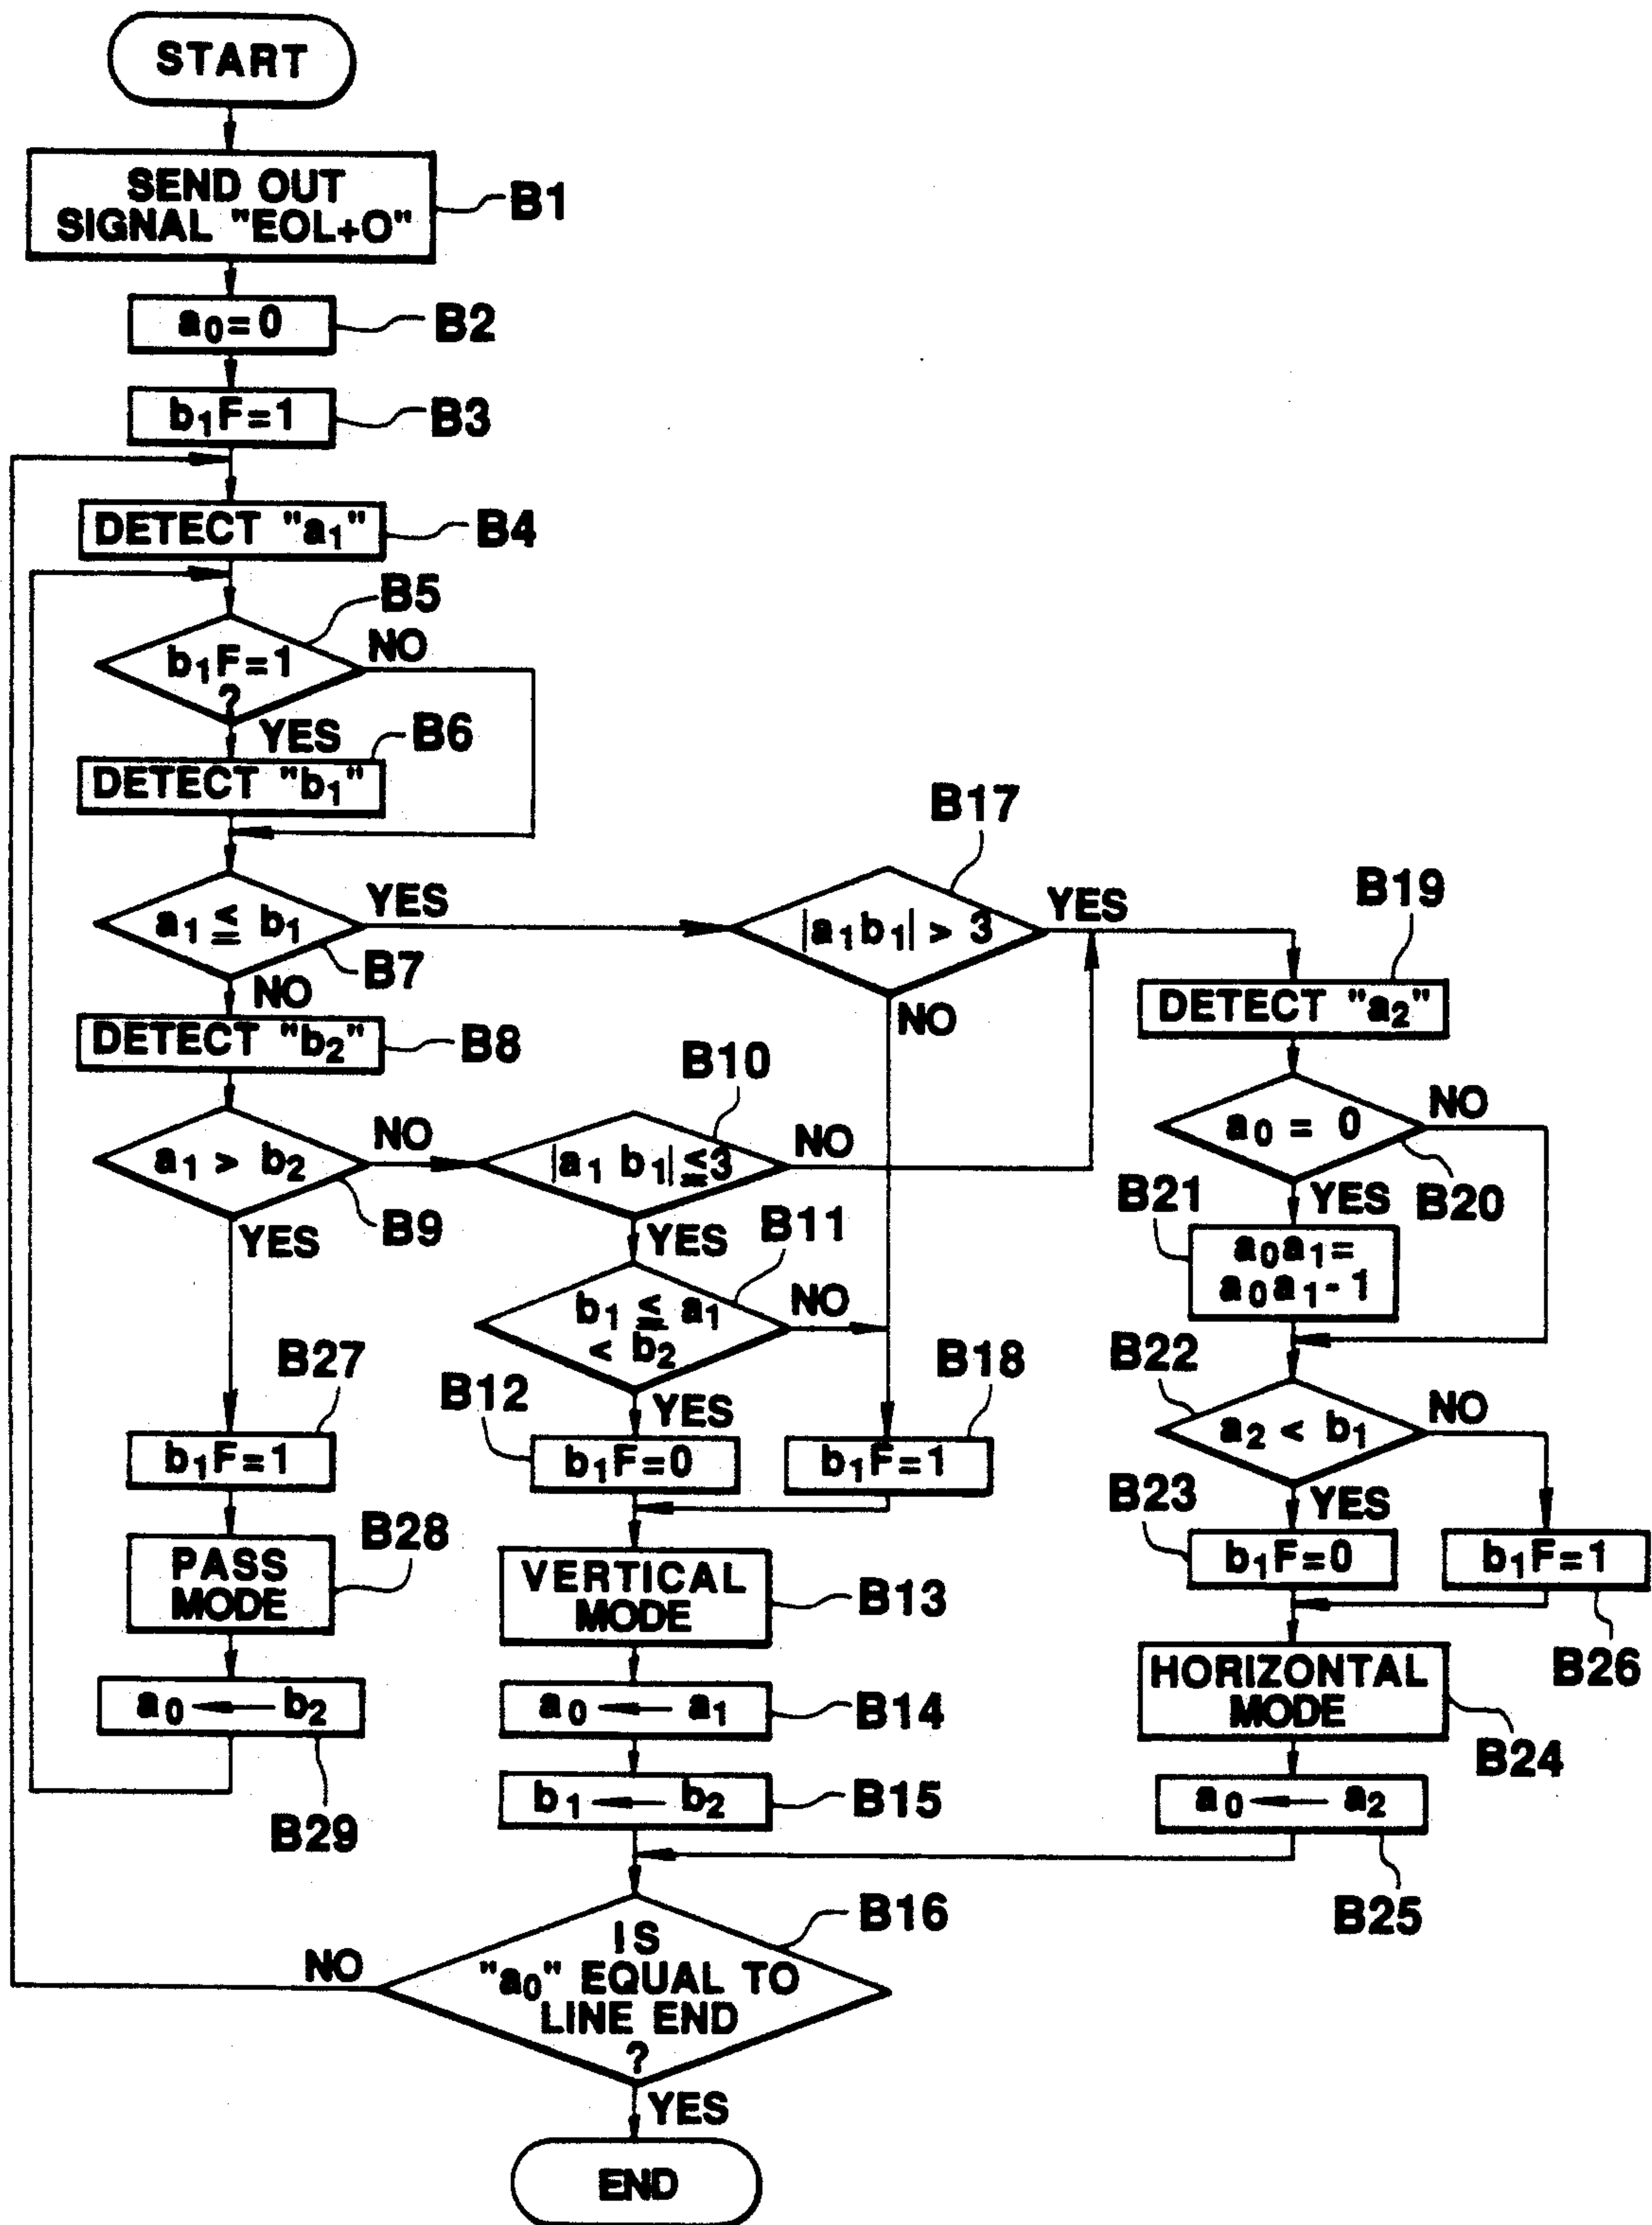 START
SEND OUT
SIGNAL "EOL+O"
B1
a₀=0
B2
b₁F=1
B3
DETECT "a₁"
B4
B5
b₁F=1
?
NO
YES
B6
DETECT "b₁"
B17
a₁ ≦ b₁
YES
B7
NO
|a₁b₁| > 3
YES
NO
B19
DETECT "a₂"
DETECT "b₂"
B8
B10
a₁ > b₂
NO
B9
YES
|a₁ b₁| ≦3
NO
YES
a₀ = 0
NO
B20
YES
B21
a₀a₁=
a₀a₁-1
B11
b₁ ≦ a₁
< b₂
NO
YES
B22
a₂ < b₁
NO
YES
B27
b₁F=1
B12
b₁F=0
B18
b₁F=1
B23
b₁F=0
b₁F=1
B26
B28
PASS
MODE
VERTICAL
MODE
B13
HORIZONTAL
MODE
B24
a₀ ← b₂
B29
a₀ ← a₁
B14
b₁ ← b₂
B15
a₀ ← a₂
B25
B16
IS
"a₀" EQUAL TO
LINE END
?
NO
YES
END